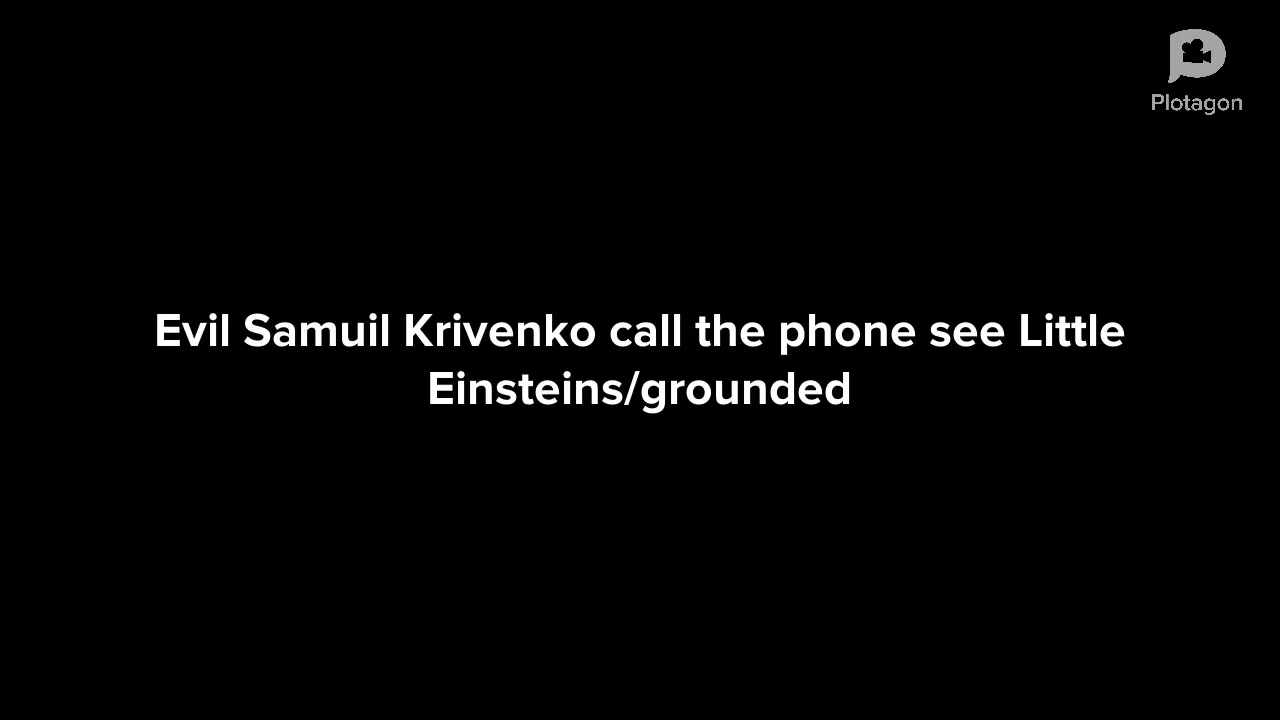 Plotagon
Evil Samuil Krivenko call the phone see Little
Einsteins/grounded